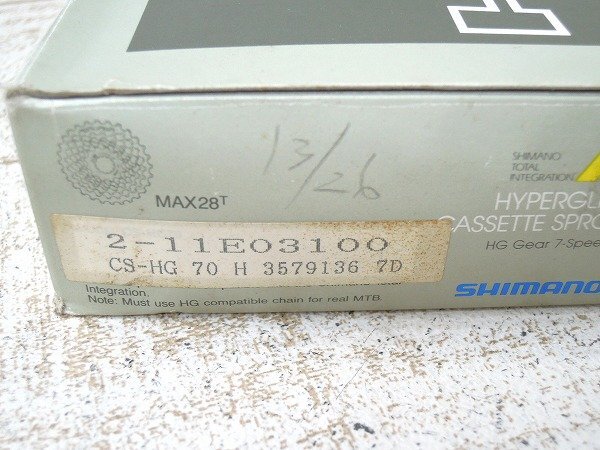 13/26
MAX28T
SHIMANO
TOTAL
INTEGRATION
HYPERGLI
CASSETTE SPRO
HG Gear 7-Spee
2-11E03100
CS-HG 70 H 3579136 7D
Integration.
Note: Must use HG compatible chain for real MTB
SHIMANO